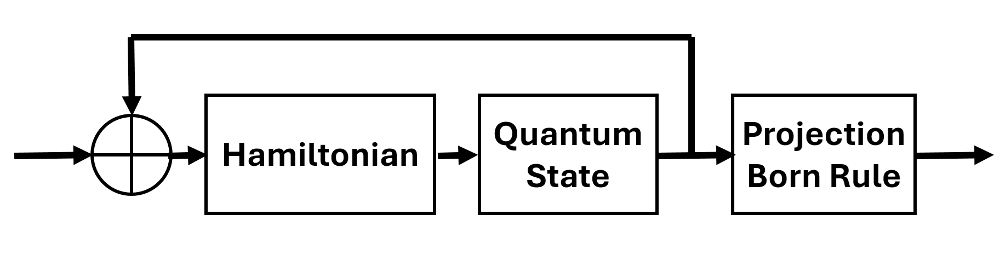 Hamiltonian
Quantum
State
Projection
Born Rule